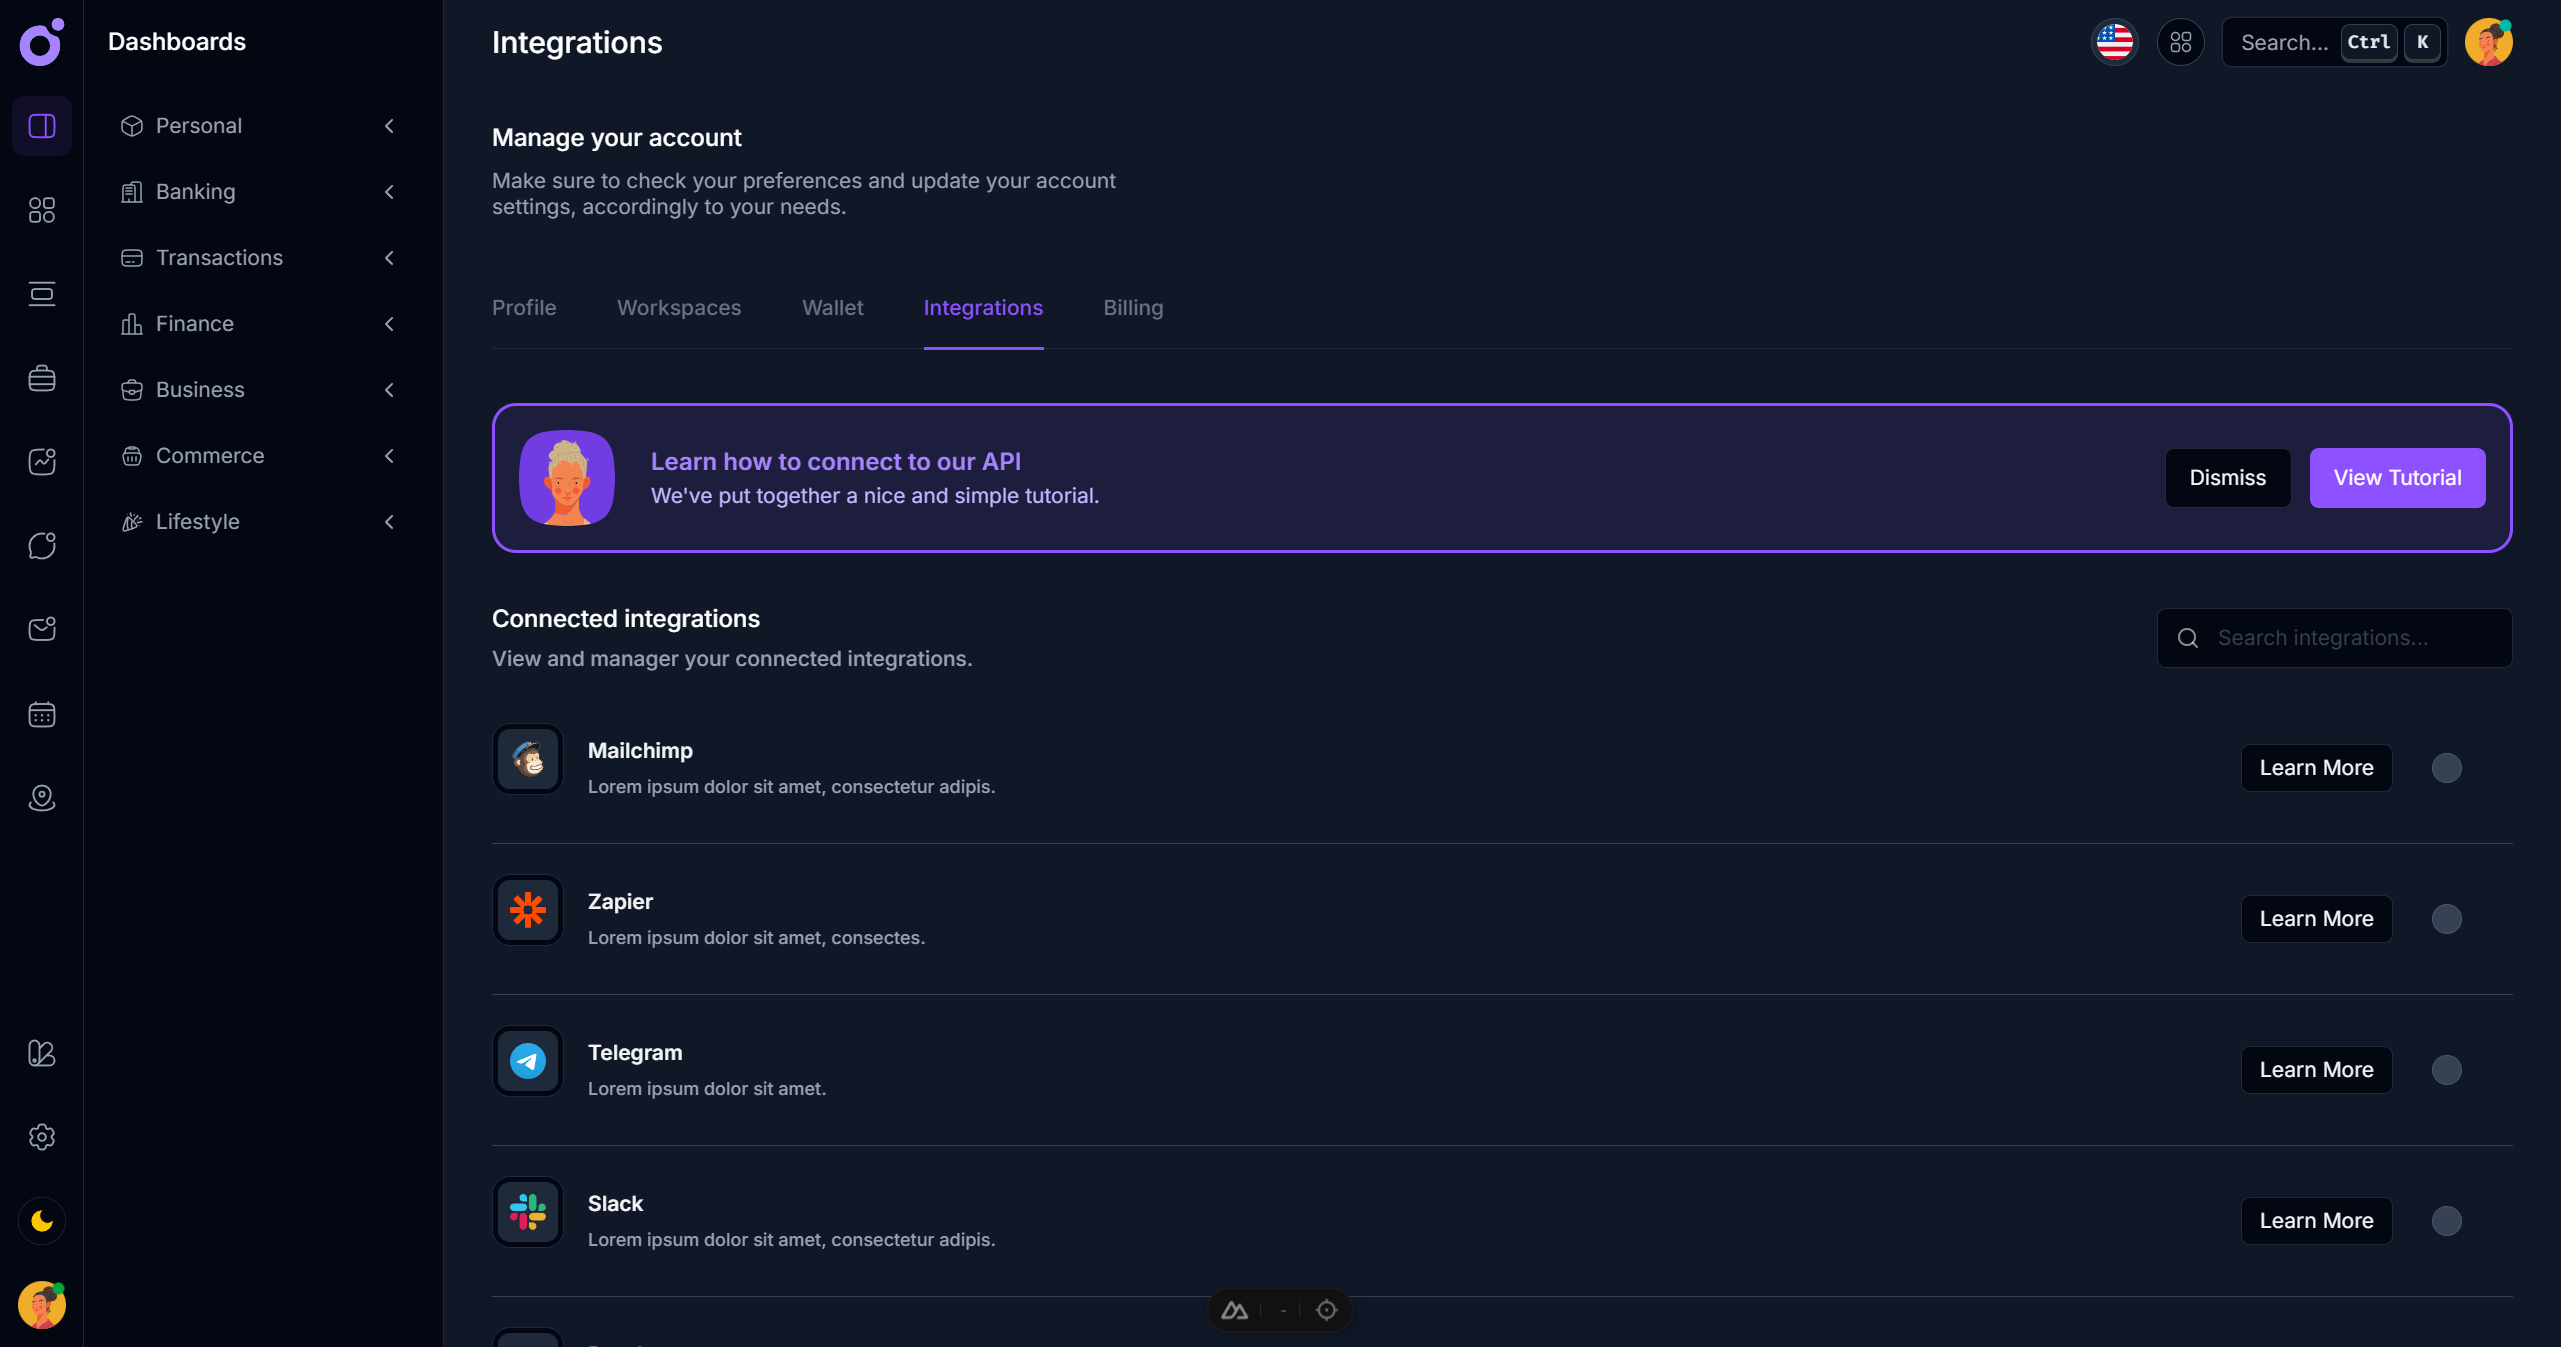 Dashboards
Personal
Banking
Transactions
Finance
Business
Commerce
Lifestyle
Integrations
Search...
Ctrl
K
Manage your account
Make sure to check your preferences and update your account
settings, accordingly to your needs.
Profile
Workspaces
Wallet
Integrations
Billing
Learn how to connect to our API
We've put together a nice and simple tutorial.
Dismiss
View Tutorial
Connected integrations
View and manager your connected integrations.
Search integrations...
Mailchimp
Lorem ipsum dolor sit amet, consectetur adipis.
Learn More
Zapier
Lorem ipsum dolor sit amet, consectes.
Learn More
Telegram
Lorem ipsum dolor sit amet.
Learn More
Slack
Lorem ipsum dolor sit amet, consectetur adipis.
Learn More
-